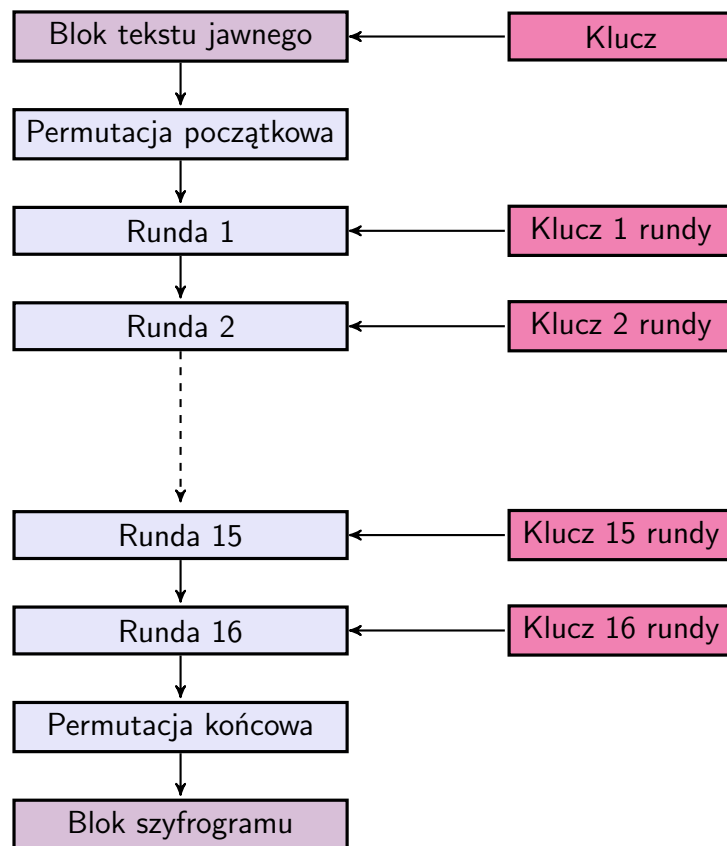 Blok tekstu jawnego
Klucz
Permutacja początkowa
Runda 1
Klucz 1 rundy
Runda 2
Klucz 2 rundy
Runda 15
Klucz 15 rundy
Runda 16
Klucz 16 rundy
Permutacja końcowa
Blok szyfrogramu